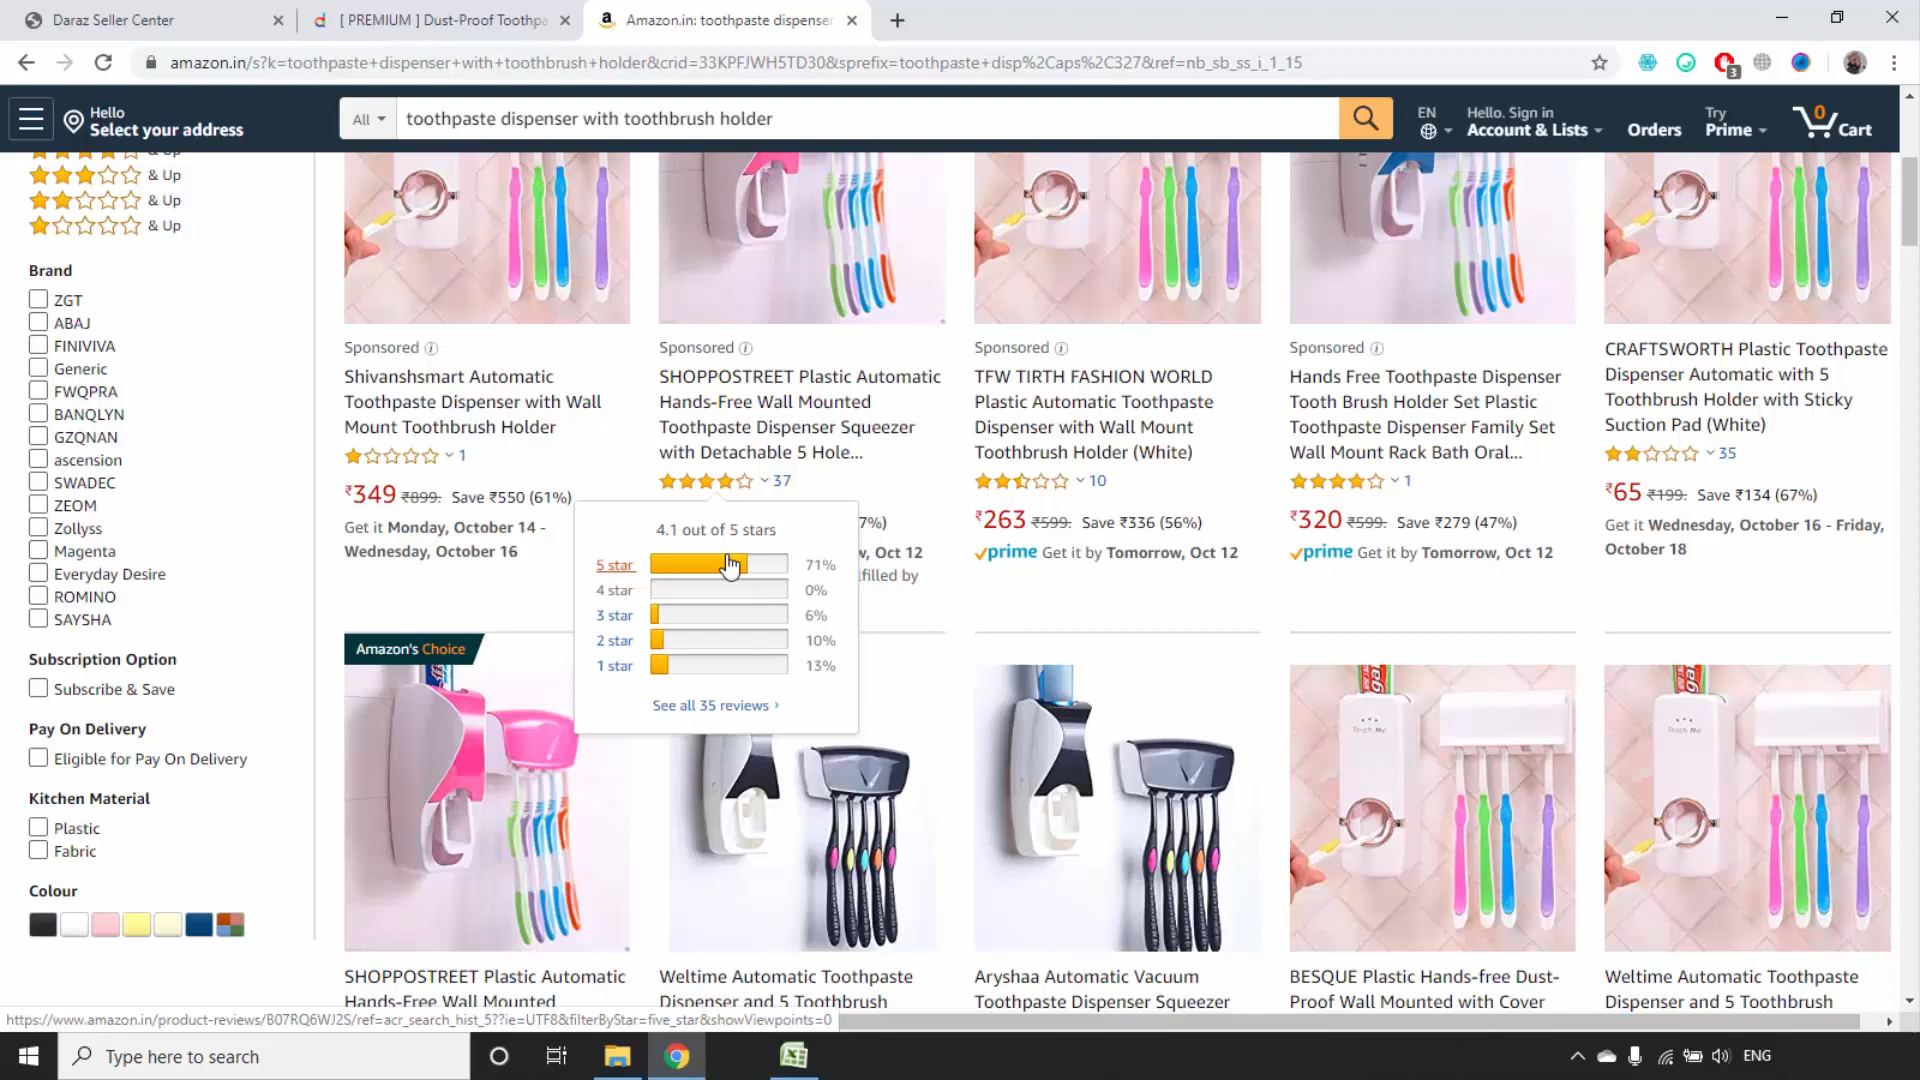 Daraz Seller Center
[ PREMIUM ] Dust-Proof Toothpa
Amazon.in: toothpaste dispenser
amazon.in/s?k=toothpaste+dispenser+with+toothbrush+holder&crid=33KPFJWH5TD30&sprefix=toothpaste+disp%2Caps%2C327&ref=nb_sb_ss_i_1_15
3
Hello
Select your address
All
toothpaste dispenser with toothbrush holder
EN
Hello. Sign in
Account & Lists
Orders
Try
Prime
0
Cart
& Up
& Up
& Up
& Up
Brand
ZGT
ABAJ
FINIVIVA
Generic
FWQPRA
BANQLYN
GZQNAN
ascension
SWADEC
ZEOM
Zollyss
Magenta
Everyday Desire
ROMINO
SAYSHA
Subscription Option
Subscribe & Save
Pay On Delivery
Eligible for Pay On Delivery
Kitchen Material
Plastic
Fabric
Colour
Sponsored
Shivanshsmart Automatic
Toothpaste Dispenser with Wall
Mount Toothbrush Holder
1
₹349 ₹899. Save ₹550 (61%)
Get it Monday, October 14 -
Wednesday, October 16
Sponsored
SHOPPOSTREET Plastic Automatic
Hands-Free Wall Mounted
Toothpaste Dispenser Squeezer
with Detachable 5 Hole...
37
7%)
w, Oct 12
filled by
4.1 out of 5 stars
5 star 71%
4 star 0%
3 star 6%
2 star 10%
1 star 13%
See all 35 reviews ›
Sponsored
TFW TIRTH FASHION WORLD
Plastic Automatic Toothpaste
Dispenser with Wall Mount
Toothbrush Holder (White)
10
₹263 ₹599. Save ₹336 (56%)
prime Get it by Tomorrow, Oct 12
Sponsored
Hands Free Toothpaste Dispenser
Tooth Brush Holder Set Plastic
Toothpaste Dispenser Family Set
Wall Mount Rack Bath Oral...
1
₹320 ₹599. Save ₹279 (47%)
prime Get it by Tomorrow, Oct 12
CRAFTSWORTH Plastic Toothpaste
Dispenser Automatic with 5
Toothbrush Holder with Sticky
Suction Pad (White)
35
₹65 ₹199. Save ₹134 (67%)
Get it Wednesday, October 16 - Friday,
October 18
Amazon's Choice
SHOPPOSTREET Plastic Automatic
Hands-Free Wall Mounted
Weltime Automatic Toothpaste
Dispenser and 5 Toothbrush
Aryshaa Automatic Vacuum
Toothpaste Dispenser Squeezer
Touch Me
BESQUE Plastic Hands-free Dust-
Proof Wall Mounted with Cover
Touch Me
Weltime Automatic Toothpaste
Dispenser and 5 Toothbrush
https://www.amazon.in/product-reviews/B07RQ6WJ2S/ref=acr_search_hist_5??ie=UTF8&filterByStar=five_star&showViewpoints=0
Type here to search
ENG